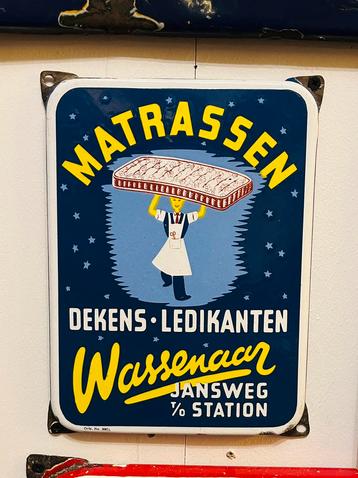 MATRASSEN
DEKENS · LEDIKANTEN
Wassenaar
JANSWEG
T/O STATION